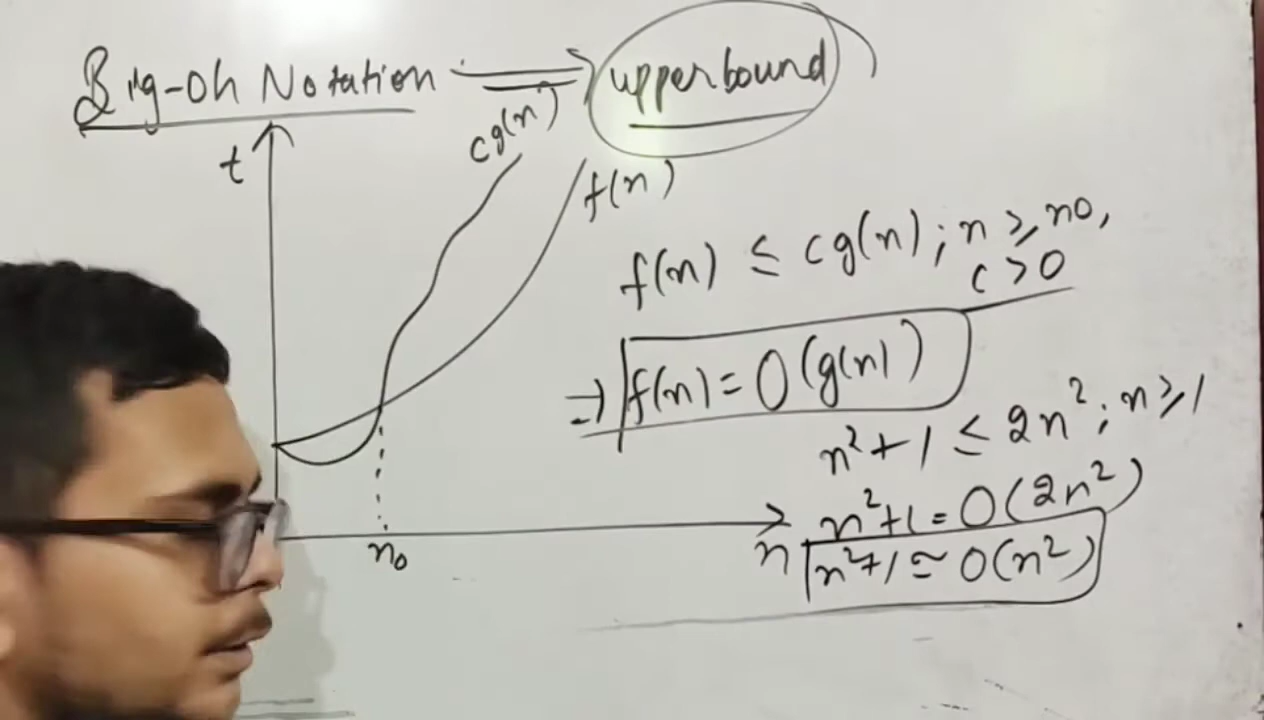 Big-Oh Notation ⇒ upperbound
t
cg(n)
f(n)
f(n) ≤ cg(n); n ≥ n0,
c > 0
⇒ f(n) = O(g(n))
n²+1 ≤ 2n²; n ≥ 1
n²+1 = O(2n²)
n²+1 ≃ O(n²)
n
n₀